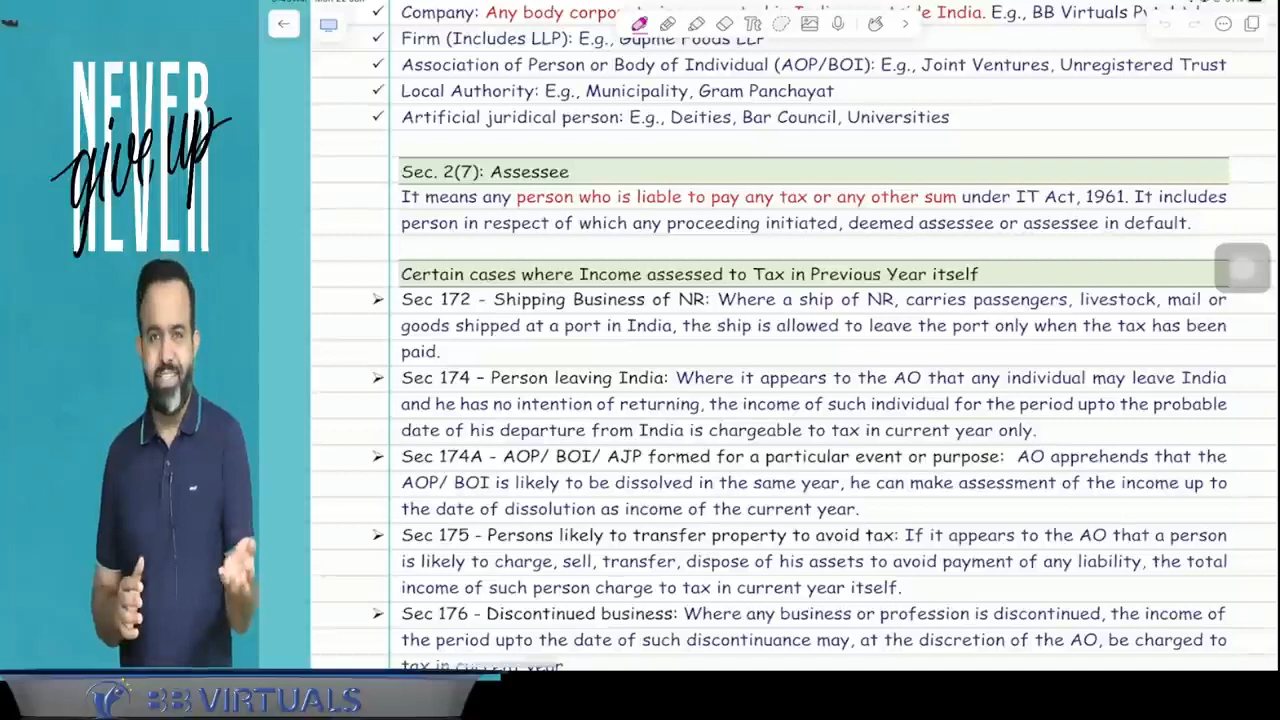 NEVER
give up
NEVER
Company: Any body India. E.g., BB Virtuals
Firm (Includes LLP): E.g., Foods LLP
Association of Person or Body of Individual (AOP/BOI): E.g., Joint Ventures, Unregistered Trust
Local Authority: E.g., Municipality, Gram Panchayat
Artificial juridical person: E.g., Deities, Bar Council, Universities
Sec. 2(7): Assessee
It means any person who is liable to pay any tax or any other sum under IT Act, 1961. It includes
person in respect of which any proceeding initiated, deemed assessee or assessee in default.
Certain cases where Income assessed to Tax in Previous Year itself
Sec 172 - Shipping Business of NR: Where a ship of NR, carries passengers, livestock, mail or
goods shipped at a port in India, the ship is allowed to leave the port only when the tax has been
paid.
Sec 174 – Person leaving India: Where it appears to the AO that any individual may leave India
and he has no intention of returning, the income of such individual for the period upto the probable
date of his departure from India is chargeable to tax in current year only.
Sec 174A - AOP/ BOI/ AJP formed for a particular event or purpose: AO apprehends that the
AOP/ BOI is likely to be dissolved in the same year, he can make assessment of the income up to
the date of dissolution as income of the current year.
Sec 175 - Persons likely to transfer property to avoid tax: If it appears to the AO that a person
is likely to charge, sell, transfer, dispose of his assets to avoid payment of any liability, the total
income of such person charge to tax in current year itself.
Sec 176 - Discontinued business: Where any business or profession is discontinued, the income of
the period upto the date of such discontinuance may, at the discretion of the AO, be charged to
tax in current year
BB VIRTUALS